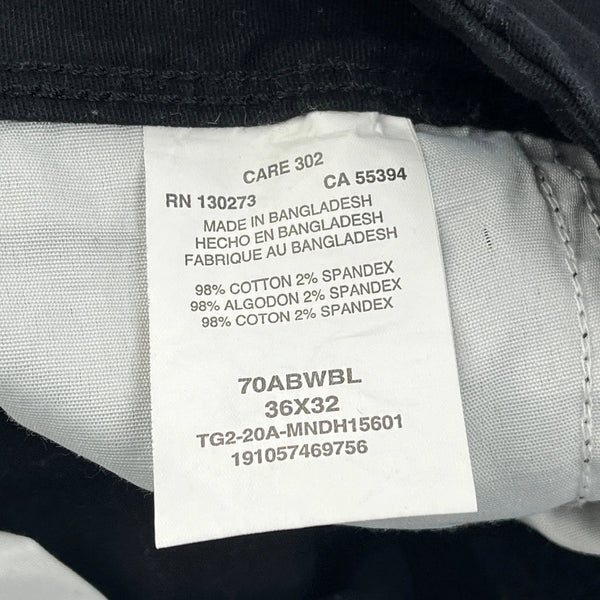 CARE 302
RN 130273 CA 55394
MADE IN BANGLADESH
HECHO EN BANGLADESH
FABRIQUE AU BANGLADESH
98% COTTON 2% SPANDEX
98% ALGODON 2% SPANDEX
98% COTON 2% SPANDEX
70ABWBL
36X32
TG2-20A-MNDH15601
191057469756